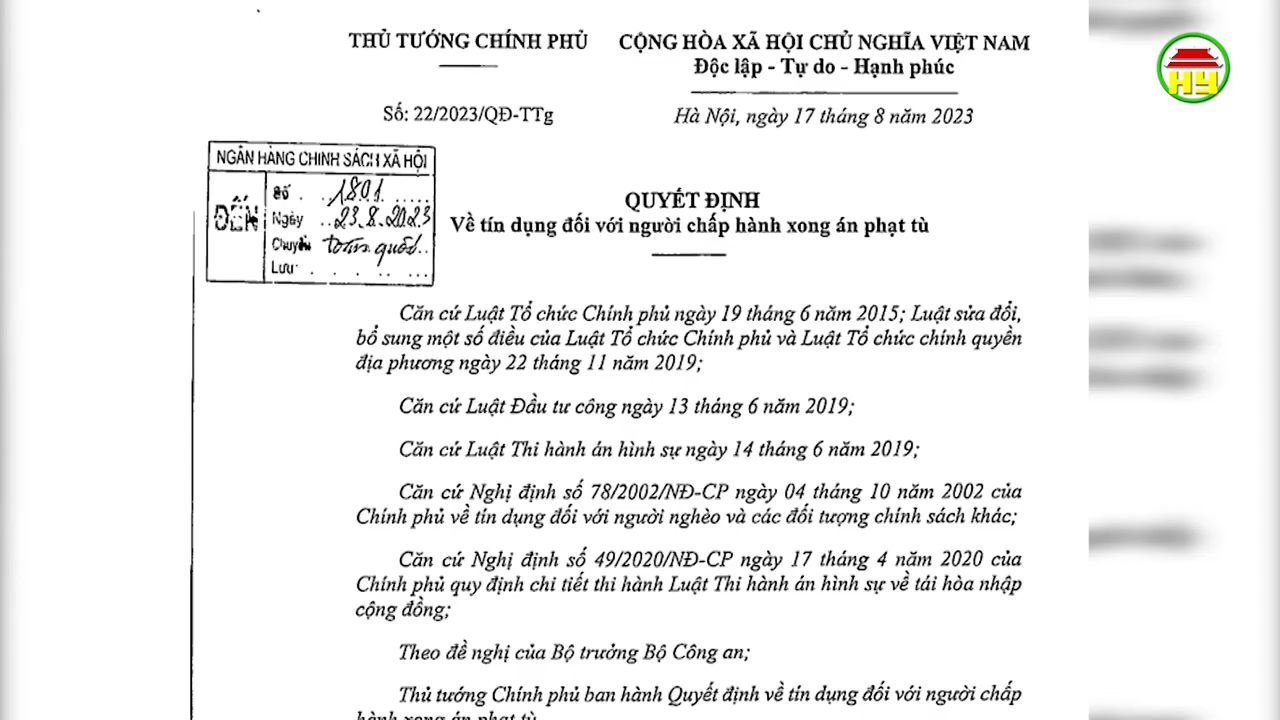 THỦ TƯỚNG CHÍNH PHỦ
CỘNG HÒA XÃ HỘI CHỦ NGHĨA VIỆT NAM
Độc lập - Tự do - Hạnh phúc
Số: 22/2023/QĐ-TTg
Hà Nội, ngày 17 tháng 8 năm 2023
HY
NGÂN HÀNG CHINH SÁCH XÃ HỘI
ĐẾN
Số . 1801 .....
Ngày ..23.8.2023
Chuyển toàn quốc..
Lưu . . . . ...
QUYẾT ĐỊNH
Về tín dụng đối với người chấp hành xong án phạt tù
Căn cứ Luật Tổ chức Chính phủ ngày 19 tháng 6 năm 2015; Luật sửa đổi,
bổ sung một số điều của Luật Tổ chức Chính phủ và Luật Tổ chức chính quyền
địa phương ngày 22 tháng 11 năm 2019;
Căn cứ Luật Đầu tư công ngày 13 tháng 6 năm 2019;
Căn cứ Luật Thi hành án hình sự ngày 14 tháng 6 năm 2019;
Căn cứ Nghị định số 78/2002/NĐ-CP ngày 04 tháng 10 năm 2002 của
Chính phủ về tín dụng đối với người nghèo và các đối tượng chính sách khác;
Căn cứ Nghị định số 49/2020/NĐ-CP ngày 17 tháng 4 năm 2020 của
Chính phủ quy định chi tiết thi hành Luật Thi hành án hình sự về tái hòa nhập
cộng đồng;
Theo đề nghị của Bộ trưởng Bộ Công an;
Thủ tướng Chính phủ ban hành Quyết định về tín dụng đối với người chấp
hành xong án phạt tù